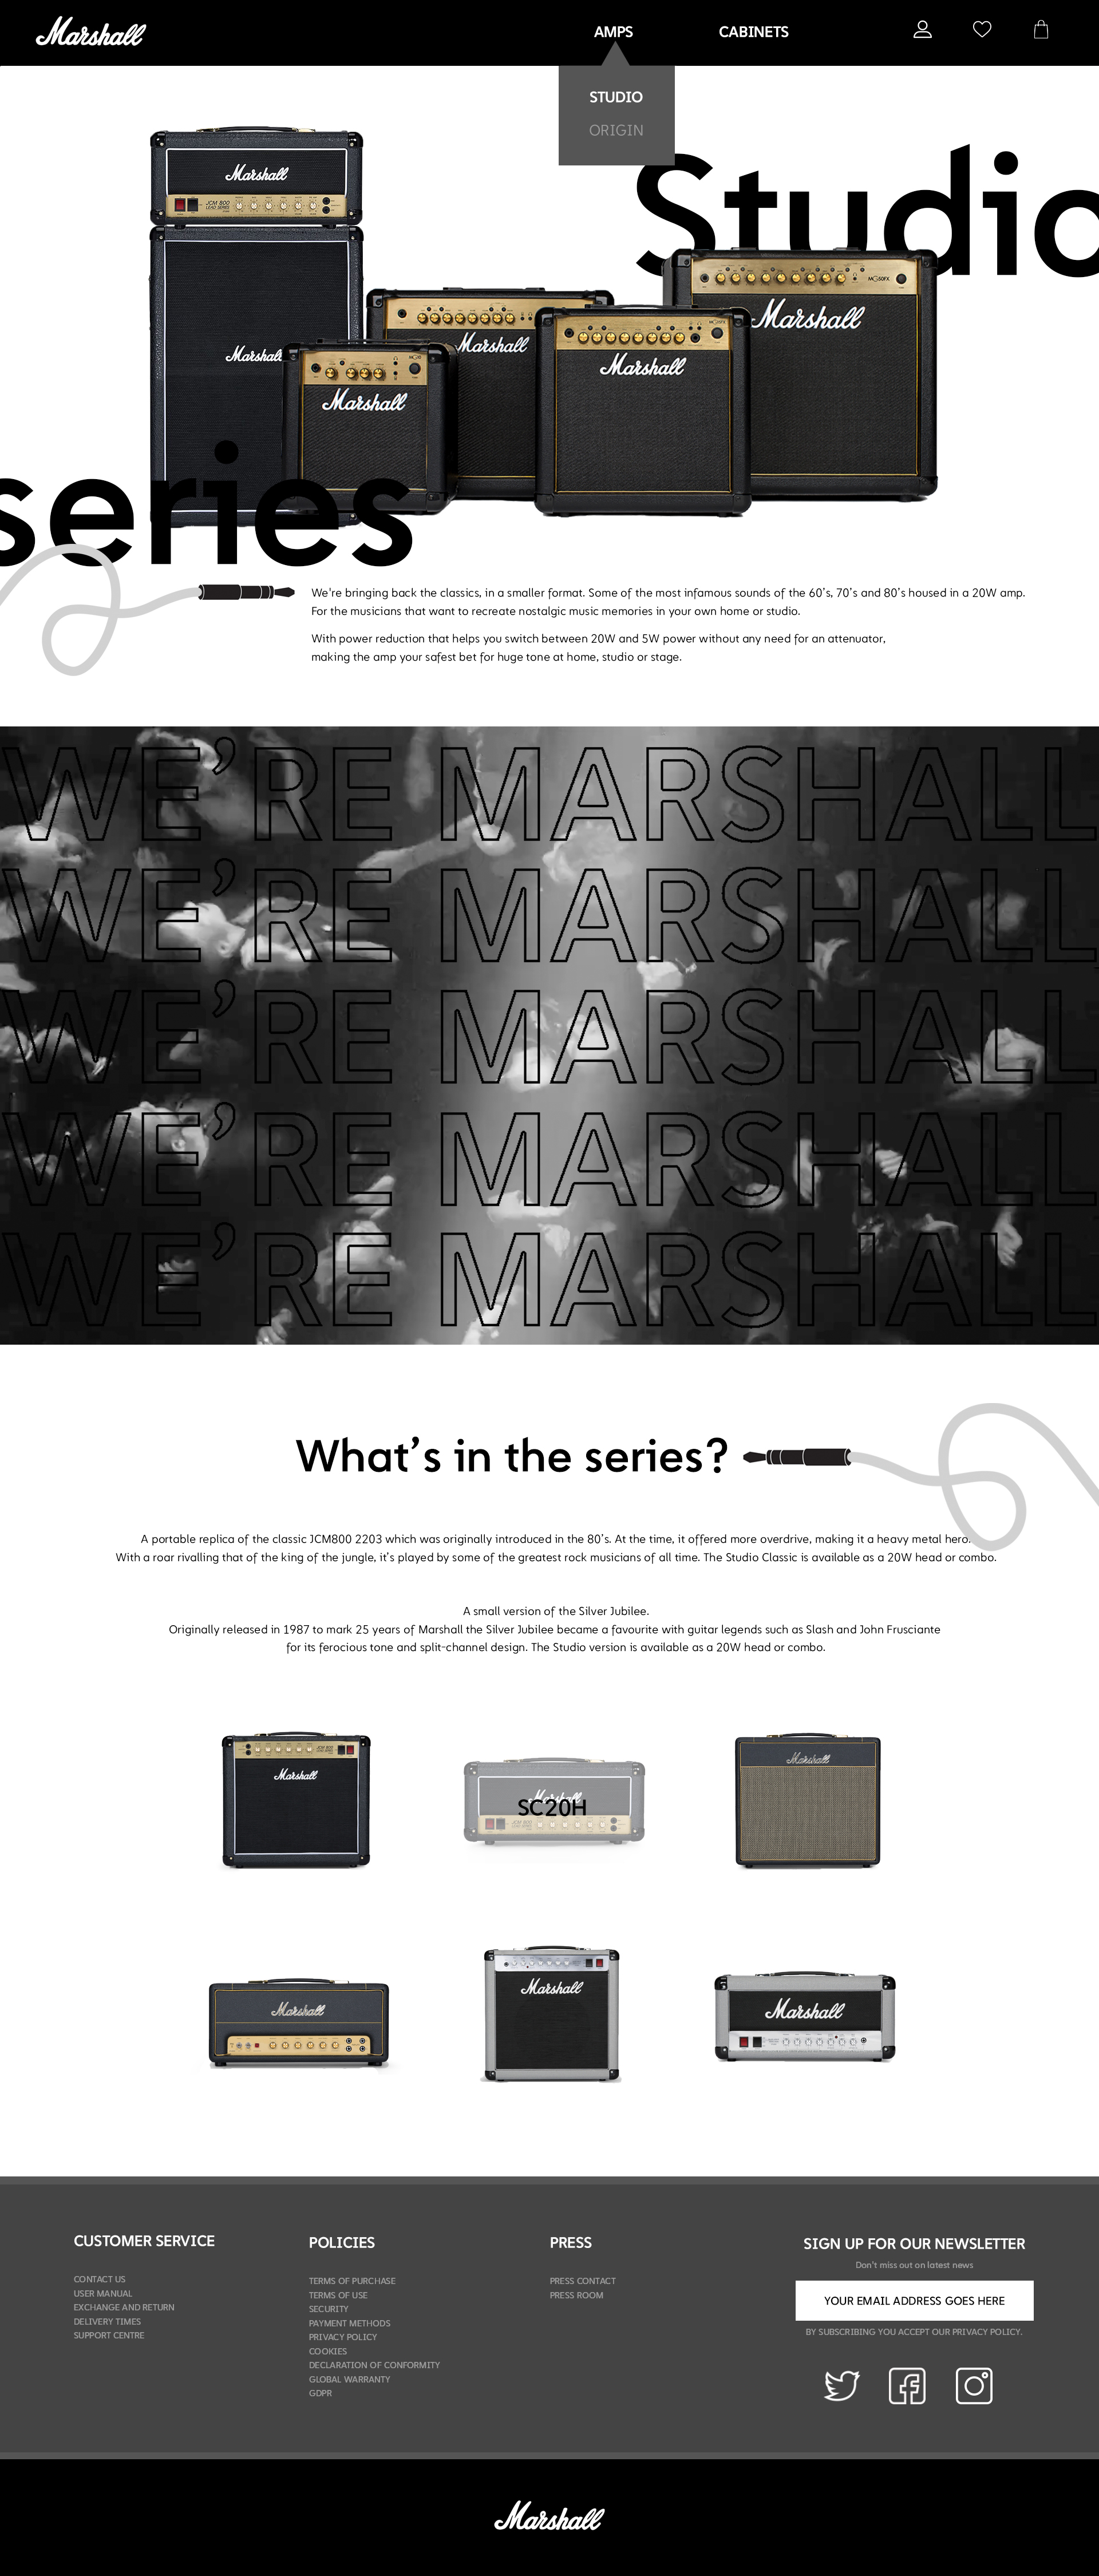 Marshall
AMPS
CABINETS
STUDIO
ORIGIN
Studio
Marshall
JCM 800
LEAD SERIES
Marshall
Marshall
Marshall
Marshall
MG50FX
Marshall
series
We're bringing back the classics, in a smaller format. Some of the most infamous sounds of the 60’s, 70’s and 80’s housed in a 20W amp.
For the musicians that want to recreate nostalgic music memories in your own home or studio.
With power reduction that helps you switch between 20W and 5W power without any need for an attenuator,
making the amp your safest bet for huge tone at home, studio or stage.
WE’RE MARSHALL
WE’RE MARSHALL
WE’RE MARSHALL
WE’RE MARSHALL
WE’RE MARSHALL
What’s in the series?
A portable replica of the classic JCM800 2203 which was originally introduced in the 80’s. At the time, it offered more overdrive, making it a heavy metal hero.
With a roar rivalling that of the king of the jungle, it’s played by some of the greatest rock musicians of all time. The Studio Classic is available as a 20W head or combo.
A small version of the Silver Jubilee.
Originally released in 1987 to mark 25 years of Marshall the Silver Jubilee became a favourite with guitar legends such as Slash and John Frusciante
for its ferocious tone and split-channel design. The Studio version is available as a 20W head or combo.
JCM 800
Marshall
Marshall
SC20H
Marshall
Marshall
Marshall
Marshall
CUSTOMER SERVICE
CONTACT US
USER MANUAL
EXCHANGE AND RETURN
DELIVERY TIMES
SUPPORT CENTRE
POLICIES
TERMS OF PURCHASE
TERMS OF USE
SECURITY
PAYMENT METHODS
PRIVACY POLICY
COOKIES
DECLARATION OF CONFORMITY
GLOBAL WARRANTY
GDPR
PRESS
PRESS CONTACT
PRESS ROOM
SIGN UP FOR OUR NEWSLETTER
Don’t miss out on latest news
YOUR EMAIL ADDRESS GOES HERE
BY SUBSCRIBING YOU ACCEPT OUR PRIVACY POLICY.
Marshall